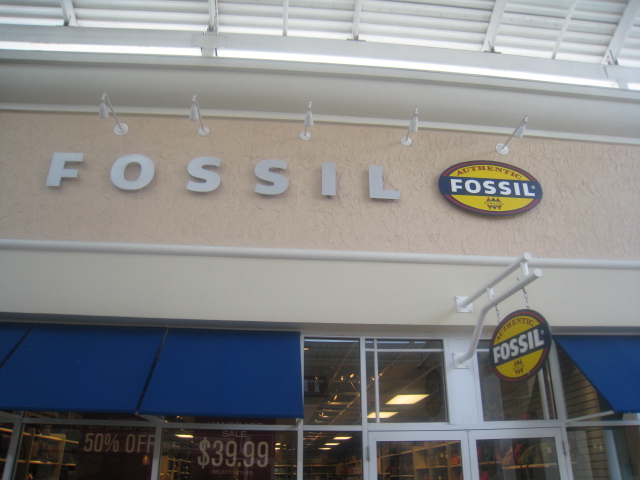 FOSSIL
AUTHENTIC
FOSSIL
AUTHENTIC
FOSSIL
50% OFF
SALE
$39.99